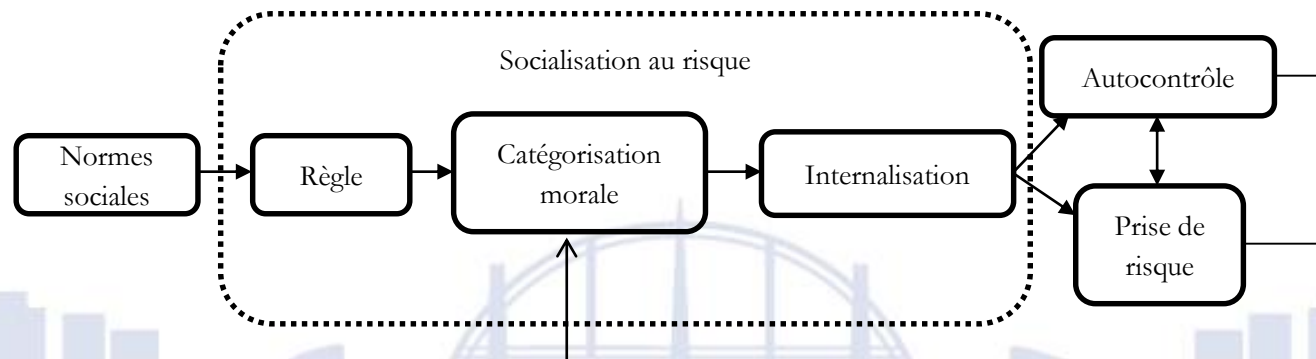 Socialisation au risque
Normes
sociales
Règle
Catégorisation
morale
Internalisation
Autocontrôle
Prise de
risque